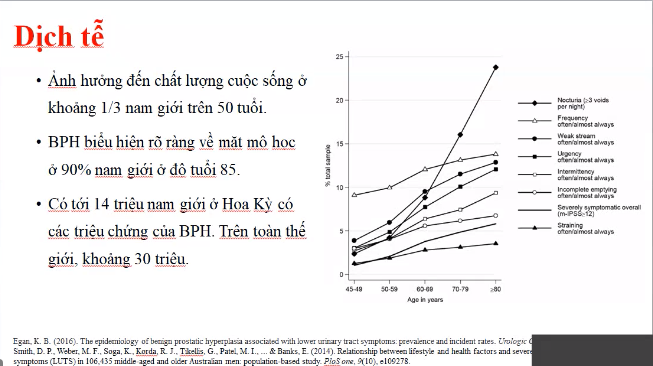 Dịch tễ
• Ảnh hưởng đến chất lượng cuộc sống ở
khoảng 1/3 nam giới trên 50 tuổi.
• BPH biểu hiện rõ ràng về mặt mô học
ở 90% nam giới ở độ tuổi 85.
• Có tới 14 triệu nam giới ở Hoa Kỳ có
các triệu chứng của BPH. Trên toàn thế
giới, khoảng 30 triệu.
% total sample
25
20
15
10
5
0
45-49 50-59 60-69 70-79 ≥80
Age in years
Nocturia (≥3 voids
per night)
Frequency
often/almost always
Weak stream
often/almost always
Urgency
often/almost always
Intermittency
often/almost always
Incomplete emptying
often/almost always
Severely symptomatic overall
(m-IPSS≥12)
Straining
often/almost always
Egan, K. B. (2016). The epidemiology of benign prostatic hyperplasia associated with lower urinary tract symptoms: prevalence and incident rates. Urologic
Smith, D. P., Weber, M. F., Soga, K., Korda, R. J., Tikellis, G., Patel, M. I., ... & Banks, E. (2014). Relationship between lifestyle and health factors and severe
symptoms (LUTS) in 106,435 middle-aged and older Australian men: population-based study. PloS one, 9(10), e109278.